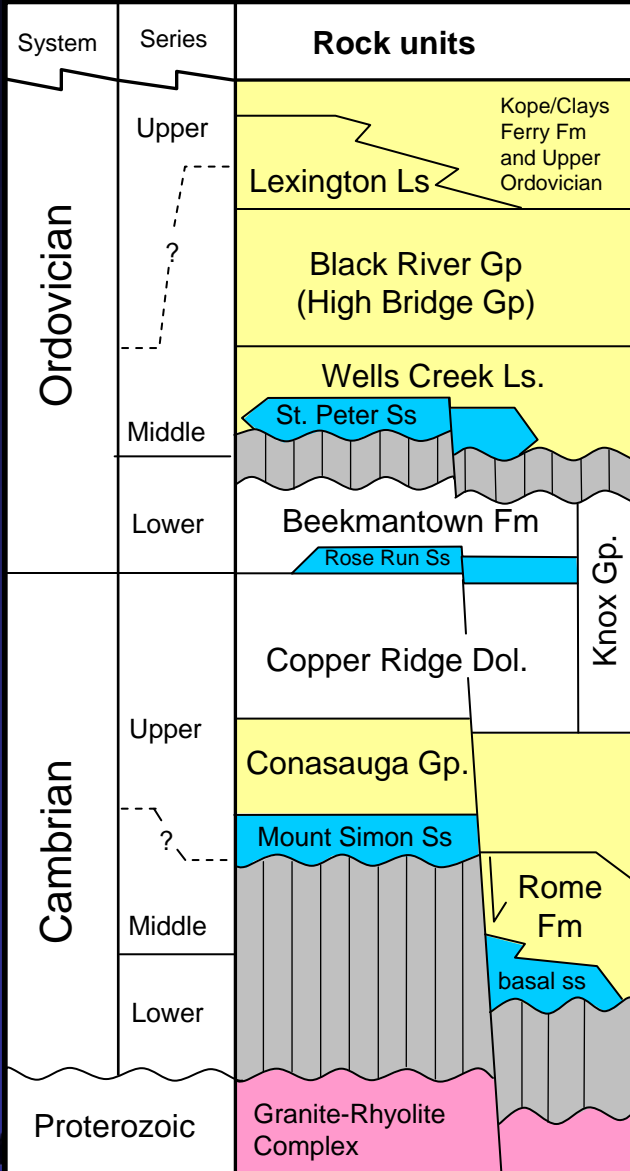 System
Series
Rock units
Ordovician
Upper
?
Middle
Lower
Kope/Clays
Ferry Fm
and Upper
Ordovician
Lexington Ls
Black River Gp
(High Bridge Gp)
Wells Creek Ls.
St. Peter Ss
Beekmantown Fm
Rose Run Ss
Knox Gp.
Cambrian
Upper
?
Middle
Lower
Copper Ridge Dol.
Conasauga Gp.
Mount Simon Ss
Rome
Fm
basal ss
Proterozoic
Granite-Rhyolite
Complex